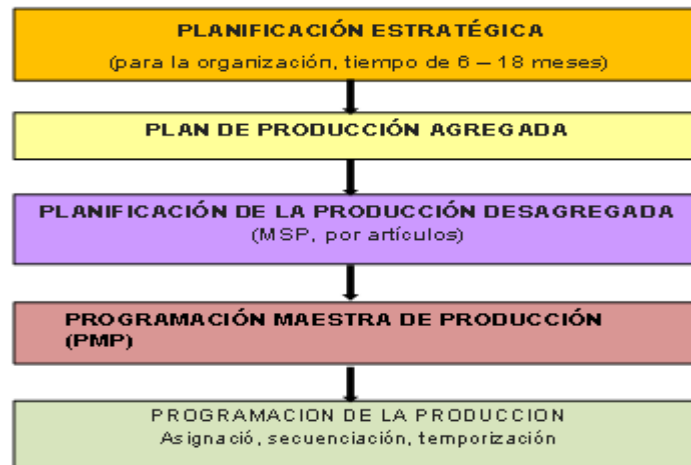 PLANIFICACIÓN ESTRATÉGICA
(para la organización, tiempo de 6 – 18 meses)
PLAN DE PRODUCCIÓN AGREGADA
PLANIFICACIÓN DE LA PRODUCCIÓN DESAGREGADA
(MSP, por artículos)
PROGRAMACIÓN MAESTRA DE PRODUCCIÓN
(PMP)
PROGRAMACION DE LA PRODUCCION
Asignació, secuenciación, temporización